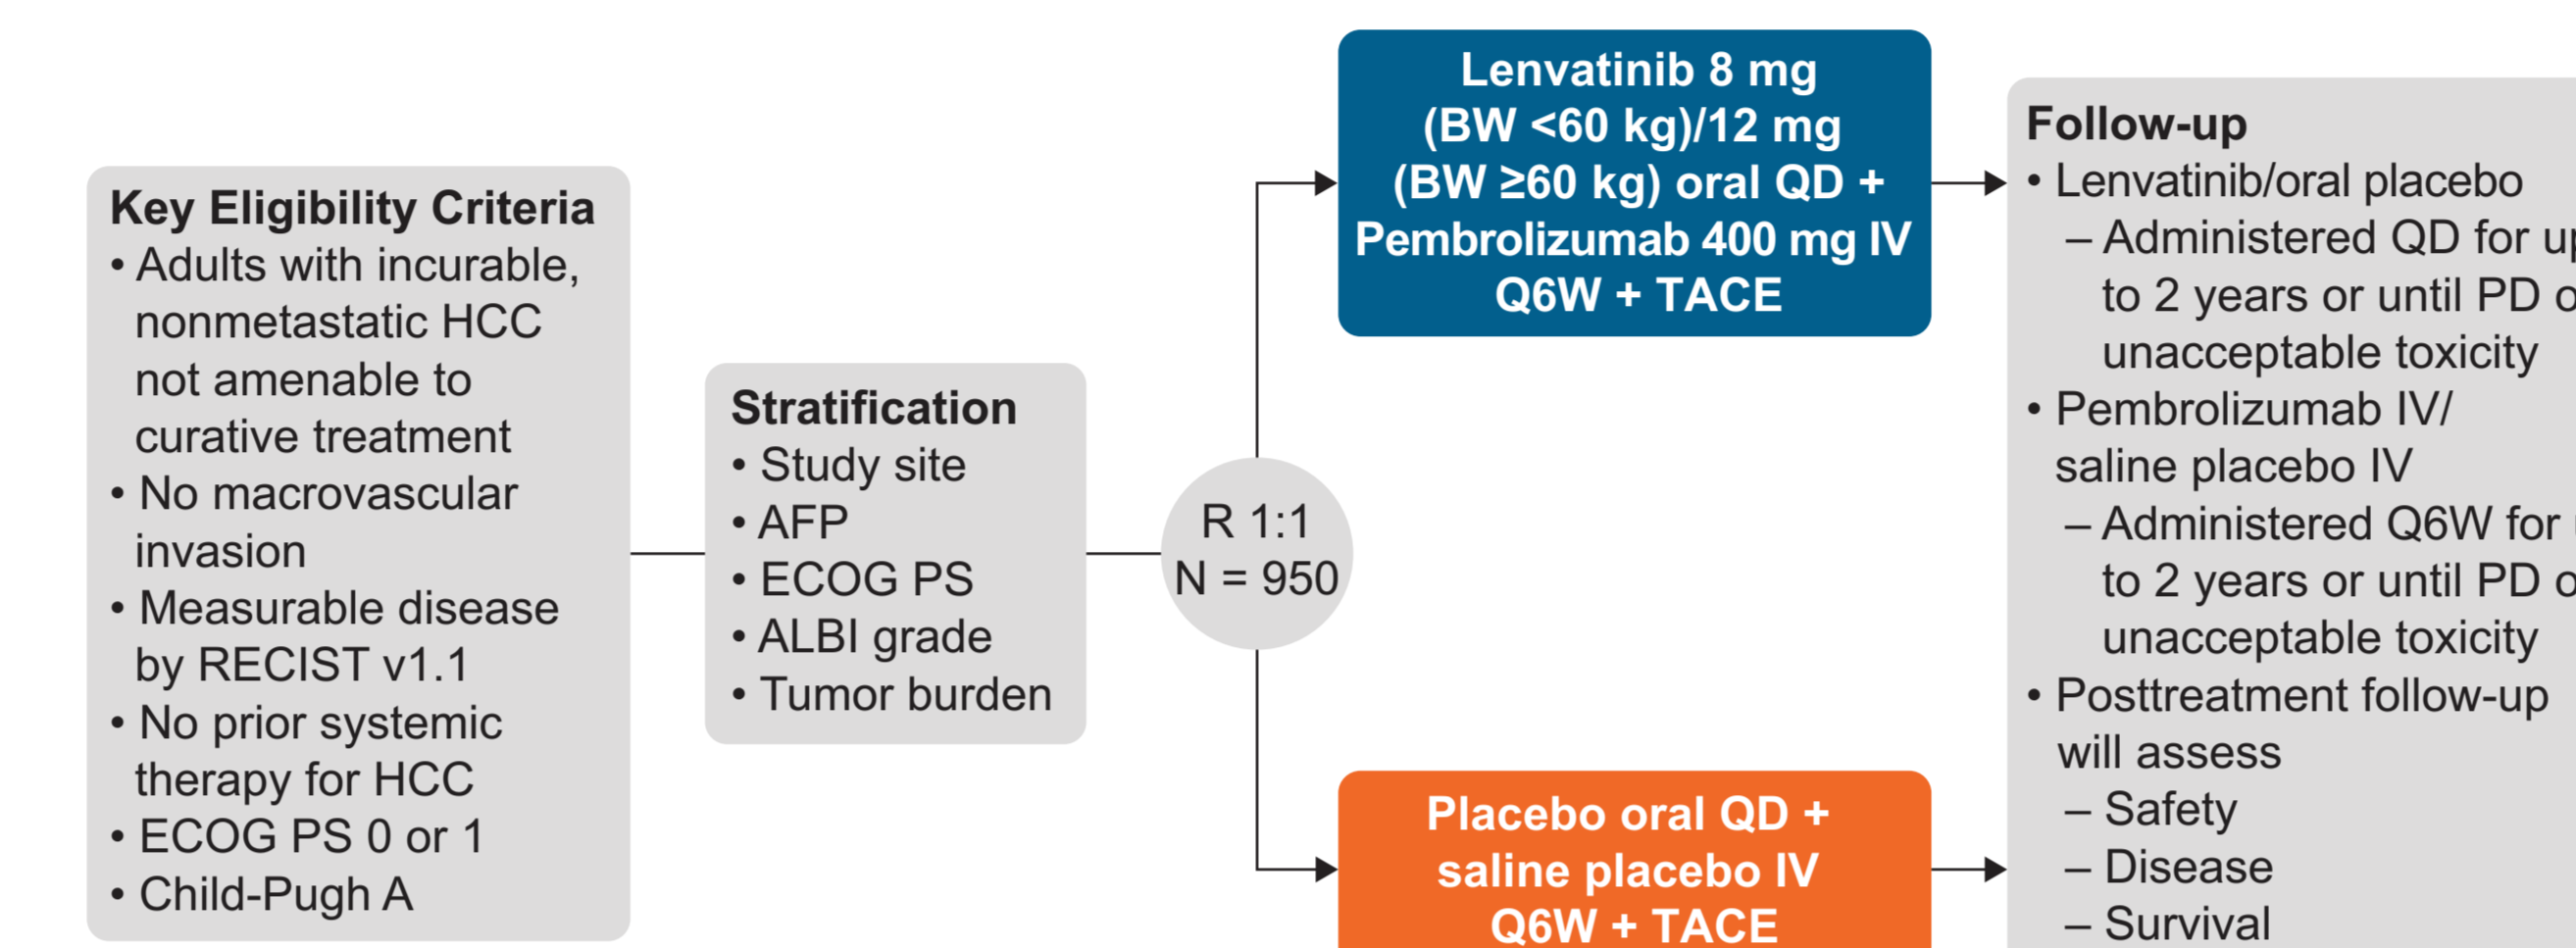 Key Eligibility Criteria
• Adults with incurable,
nonmetastatic HCC
not amenable to
curative treatment
• No macrovascular
invasion
• Measurable disease
by RECIST v1.1
• No prior systemic
therapy for HCC
• ECOG PS 0 or 1
• Child-Pugh A
Stratification
• Study site
• AFP
• ECOG PS
• ALBI grade
• Tumor burden
R 1:1
N = 950
Lenvatinib 8 mg
(BW <60 kg)/12 mg
(BW ≥60 kg) oral QD +
Pembrolizumab 400 mg IV
Q6W + TACE
Placebo oral QD +
saline placebo IV
Q6W + TACE
Follow-up
• Lenvatinib/oral placebo
– Administered QD for
to 2 years or until PD
unacceptable toxicity
• Pembrolizumab IV/
saline placebo IV
– Administered Q6W for
to 2 years or until PD
unacceptable toxicity
• Posttreatment follow-up
will assess
– Safety
– Disease
– Survival